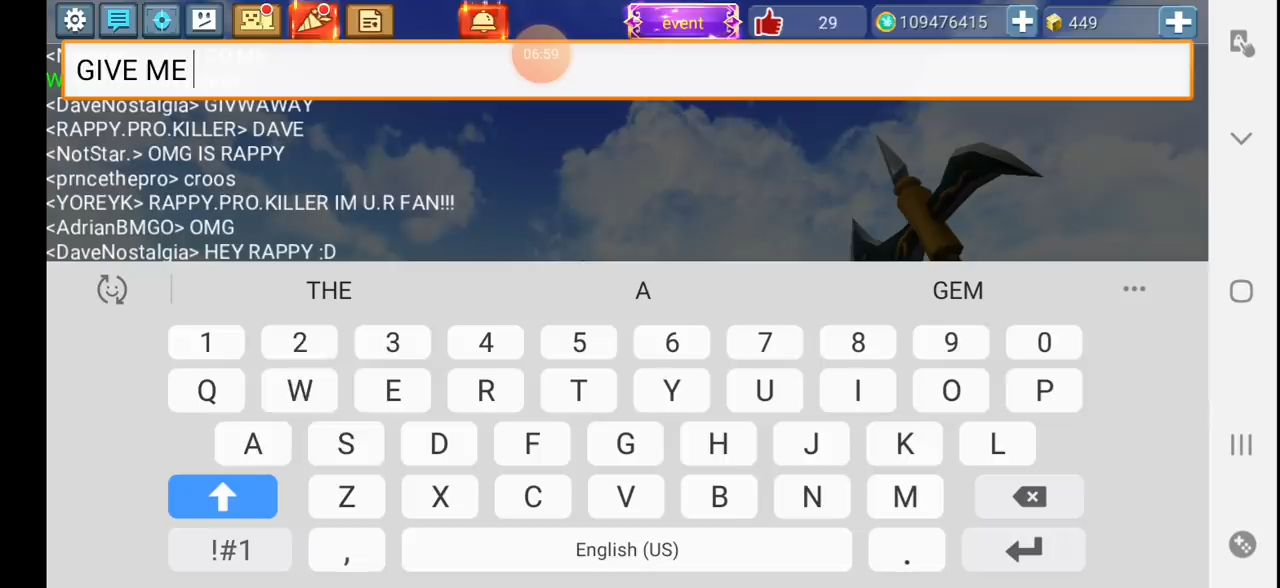 event
29
109476415
449
06:59
GIVE ME
<DaveNostalgia> GIVWAWAY
<RAPPY.PRO.KILLER> DAVE
<NotStar.> OMG IS RAPPY
<prncethepro> croos
<YOREYK> RAPPY.PRO.KILLER IM U.R FAN!!!
<AdrianBMGO> OMG
<DaveNostalgia> HEY RAPPY :D
THE A GEM
1 2 3 4 5 6 7 8 9 0
Q W E R T Y U I O P
A S D F G H J K L
Z X C V B N M
!#1 , English (US) .